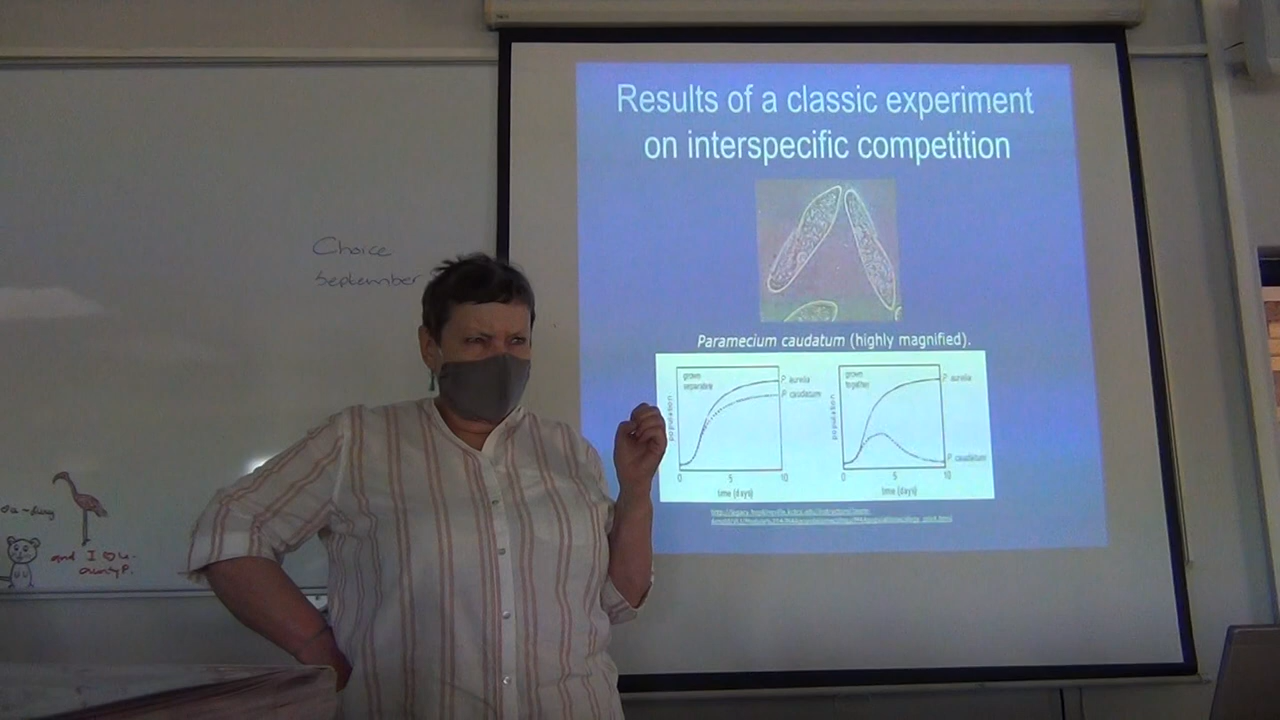 Results of a classic experiment
on interspecific competition
Paramecium caudatum (highly magnified).
grown
separately
P. aurelia
P. caudatum
population
0
5
10
time (days)
grown
together
P. aurelia
P. caudatum
population
0
5
10
time (days)
Choice
September
and I